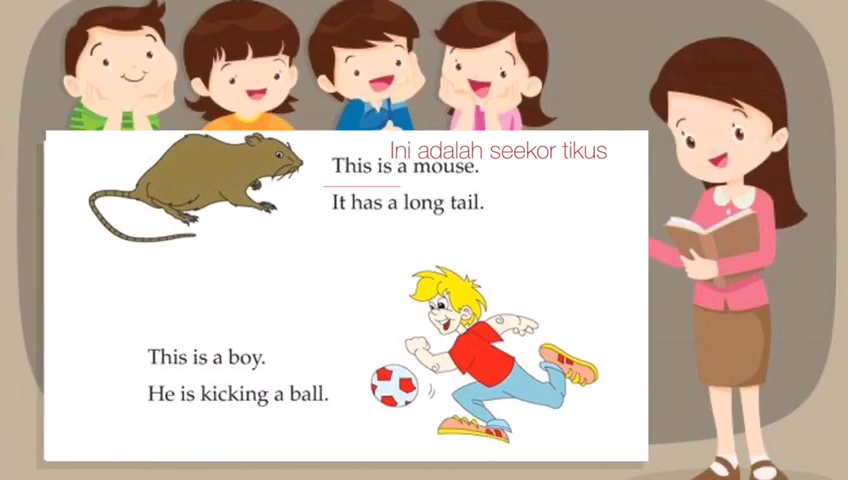 Ini adalah seekor tikus
This is a mouse.
It has a long tail.
This is a boy.
He is kicking a ball.